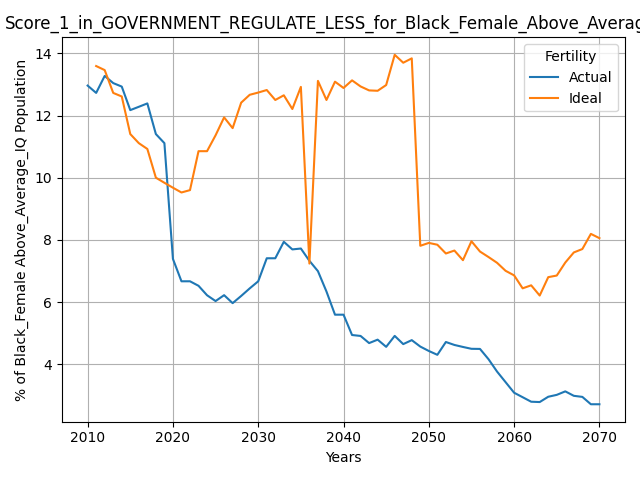 Score_1_in_GOVERNMENT_REGULATE_LESS_for_Black_Female_Above_Averag
% of Black_Female Above_Average_IQ Population
14
12
10
8
6
4
Fertility
Actual
Ideal
2010 2020 2030 2040 2050 2060 2070
Years